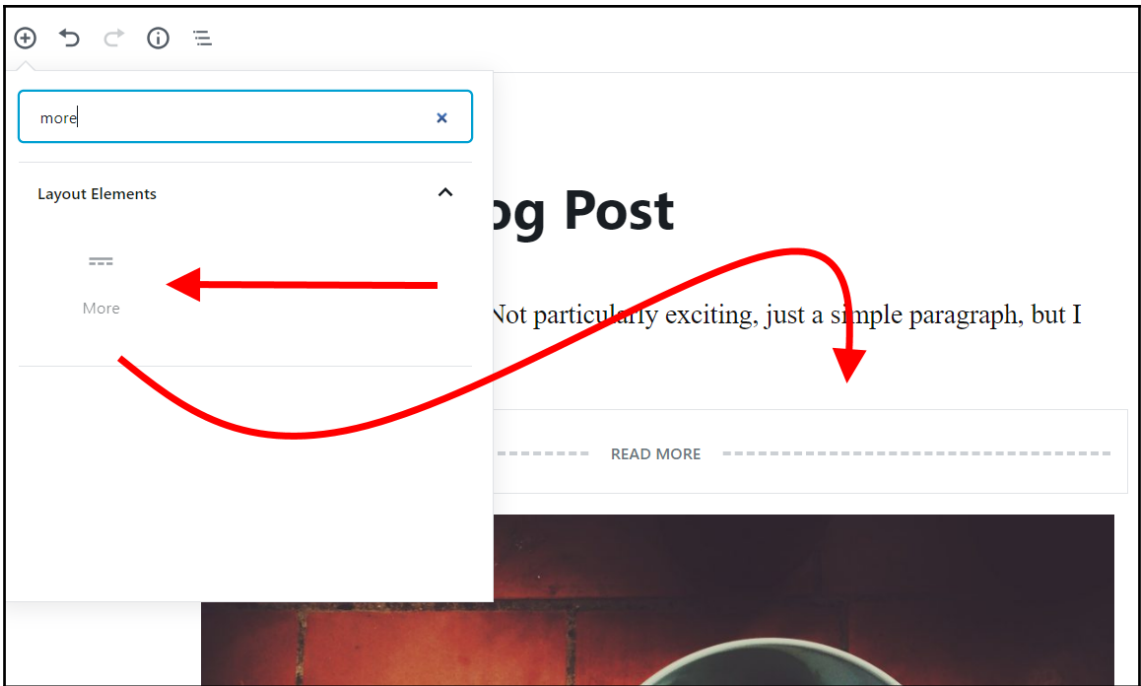 more
Layout Elements
og Post
More
Not particularly exciting, just a simple paragraph, but I
READ MORE